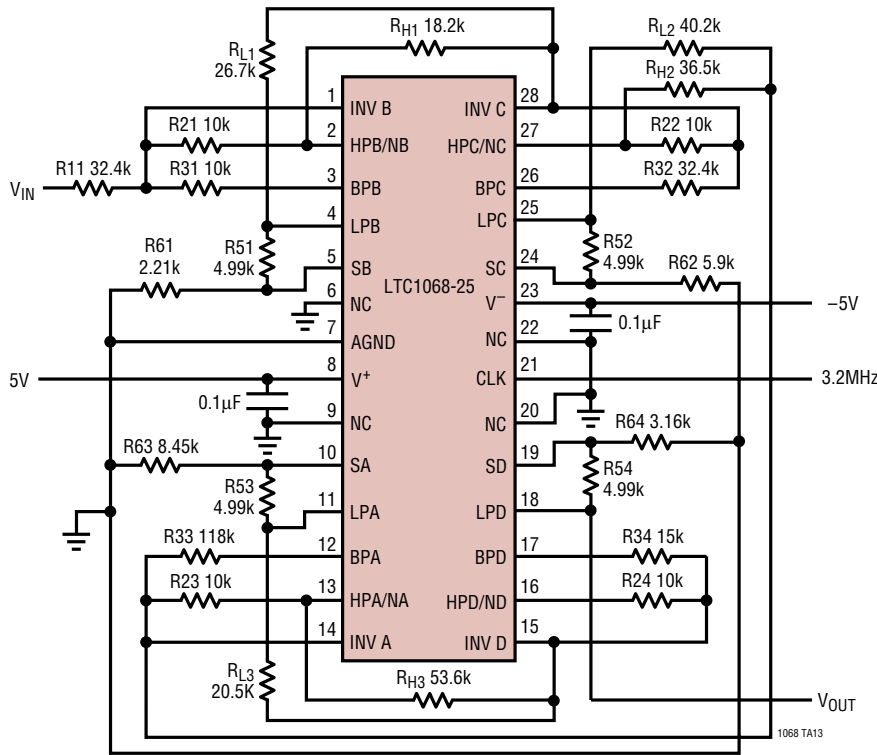 RH1 18.2k
RL1
26.7k
RL2 40.2k
RH2 36.5k
1
INV B
INV C
28
R21 10k
2
HPB/NB
HPC/NC
27
R22 10k
R11 32.4k
VIN
R31 10k
3
BPB
BPC
26
R32 32.4k
4
LPB
LPC
25
R61
2.21k
R51
4.99k
5
SB
SC
24
R52
4.99k
R62 5.9k
LTC1068-25
6
NC
V–
23
–5V
7
AGND
NC
22
0.1µF
5V
8
V+
CLK
21
3.2MHz
0.1µF
9
NC
NC
20
R63 8.45k
10
SA
SD
19
R64 3.16k
R53
4.99k
R54
4.99k
11
LPA
LPD
18
R33 118k
12
BPA
BPD
17
R34 15k
R23 10k
13
HPA/NA
HPD/ND
16
R24 10k
14
INV A
INV D
15
RL3
20.5K
RH3 53.6k
VOUT
1068 TA13